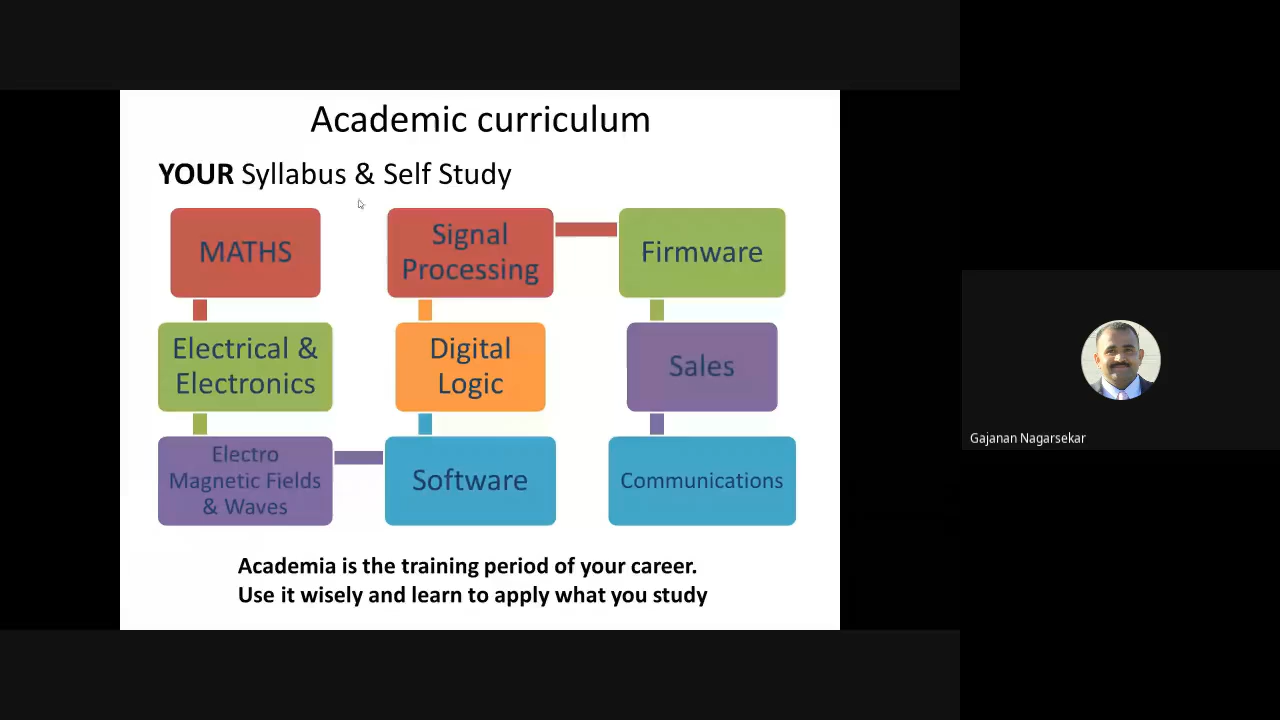 Academic curriculum
YOUR Syllabus & Self Study
MATHS
Electrical &
Electronics
Electro
Magnetic Fields
& Waves
Signal
Processing
Digital
Logic
Software
Firmware
Sales
Communications
Academia is the training period of your career.
Use it wisely and learn to apply what you study
Gajanan Nagarsekar